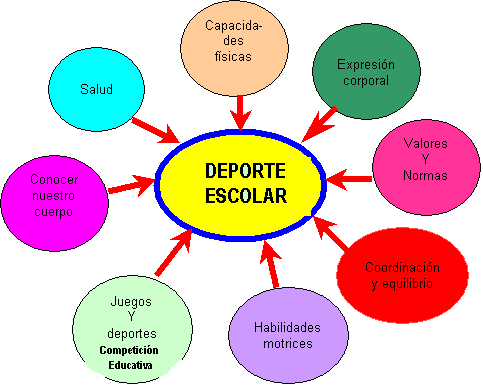 Capacida-
des
físicas
Expresión
corporal
Salud
Valores
Y
Normas
DEPORTE
ESCOLAR
Conocer
nuestro
cuerpo
Coordinación
y equilibrio
Juegos
Y
deportes
Competición
Educativa
Habilidades
motrices